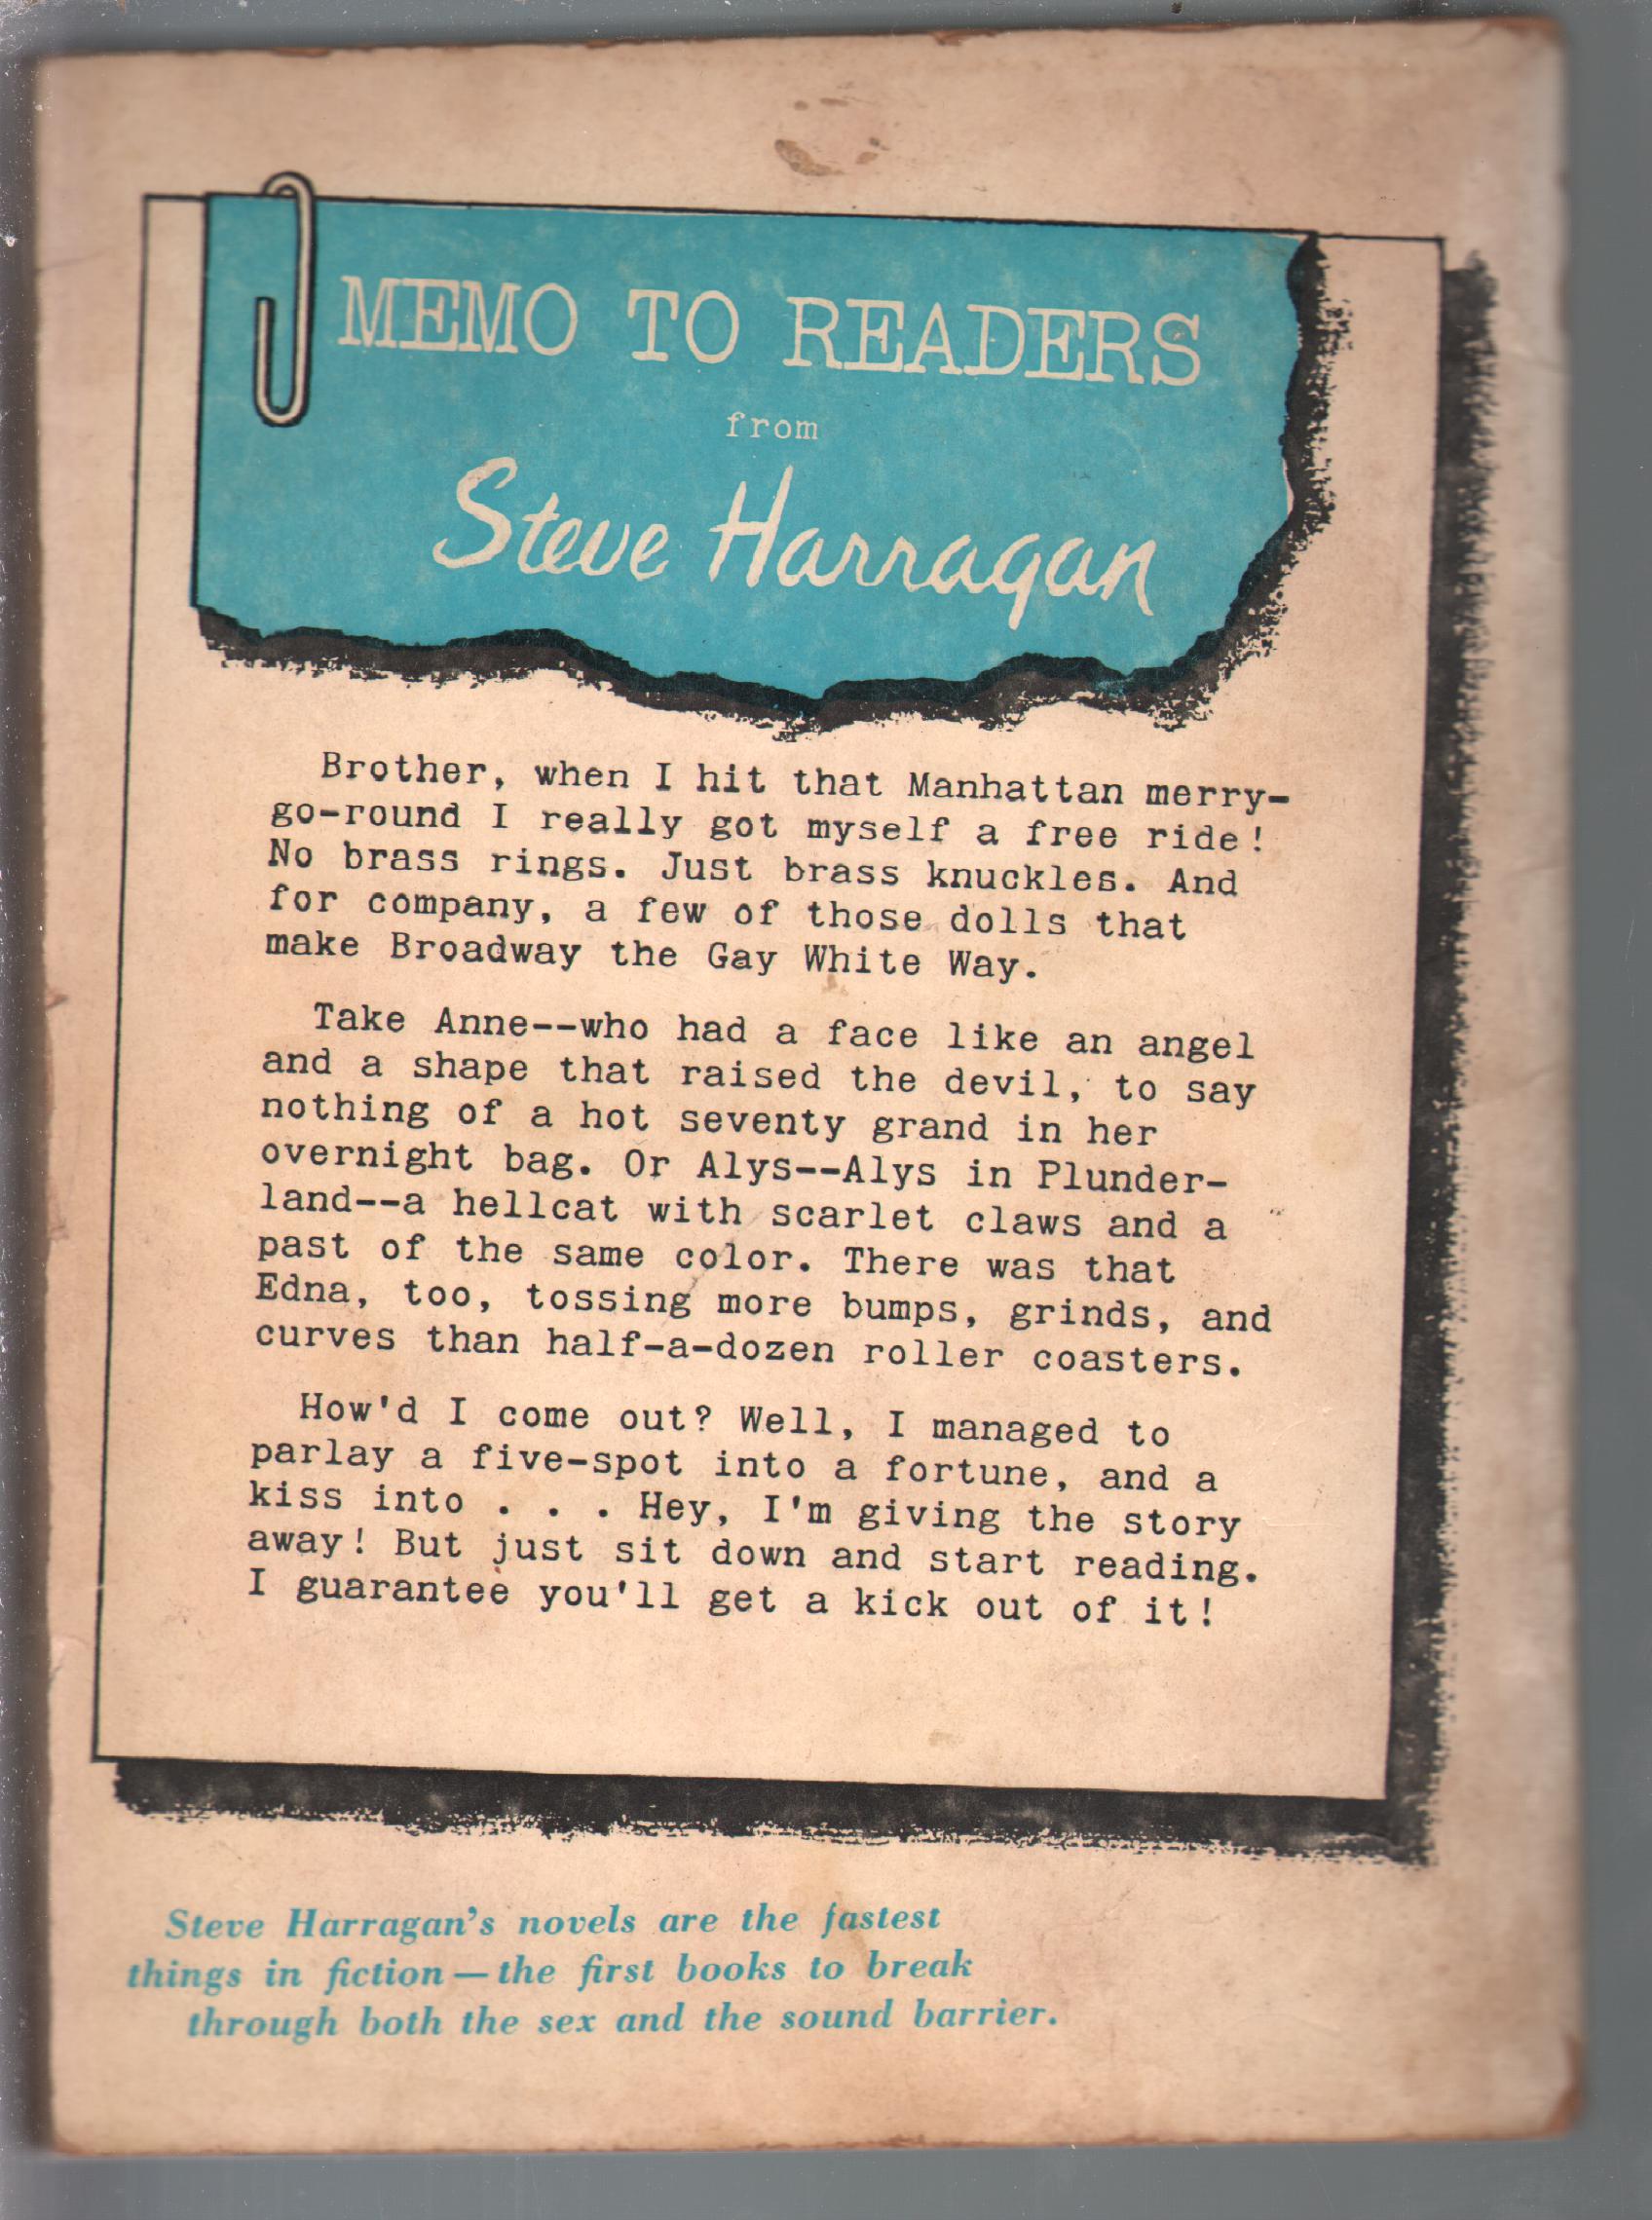 MEMO TO READERS
from
Steve Harragan
Brother, when I hit that Manhattan merry-
go-round I really got myself a free ride!
No brass rings. Just brass knuckles. And
for company, a few of those dolls that
make Broadway the Gay White Way.
Take Anne--who had a face like an angel
and a shape that raised the devil, to say
nothing of a hot seventy grand in her
overnight bag. Or Alys--Alys in Plunder-
land--a hellcat with scarlet claws and a
past of the same color. There was that
Edna, too, tossing more bumps, grinds, and
curves than half-a-dozen roller coasters.
How'd I come out? Well, I managed to
parlay a five-spot into a fortune, and a
kiss into . . . Hey, I'm giving the story
away! But just sit down and start reading.
I guarantee you'll get a kick out of it!
Steve Harragan's novels are the fastest
things in fiction — the first books to break
through both the sex and the sound barrier.